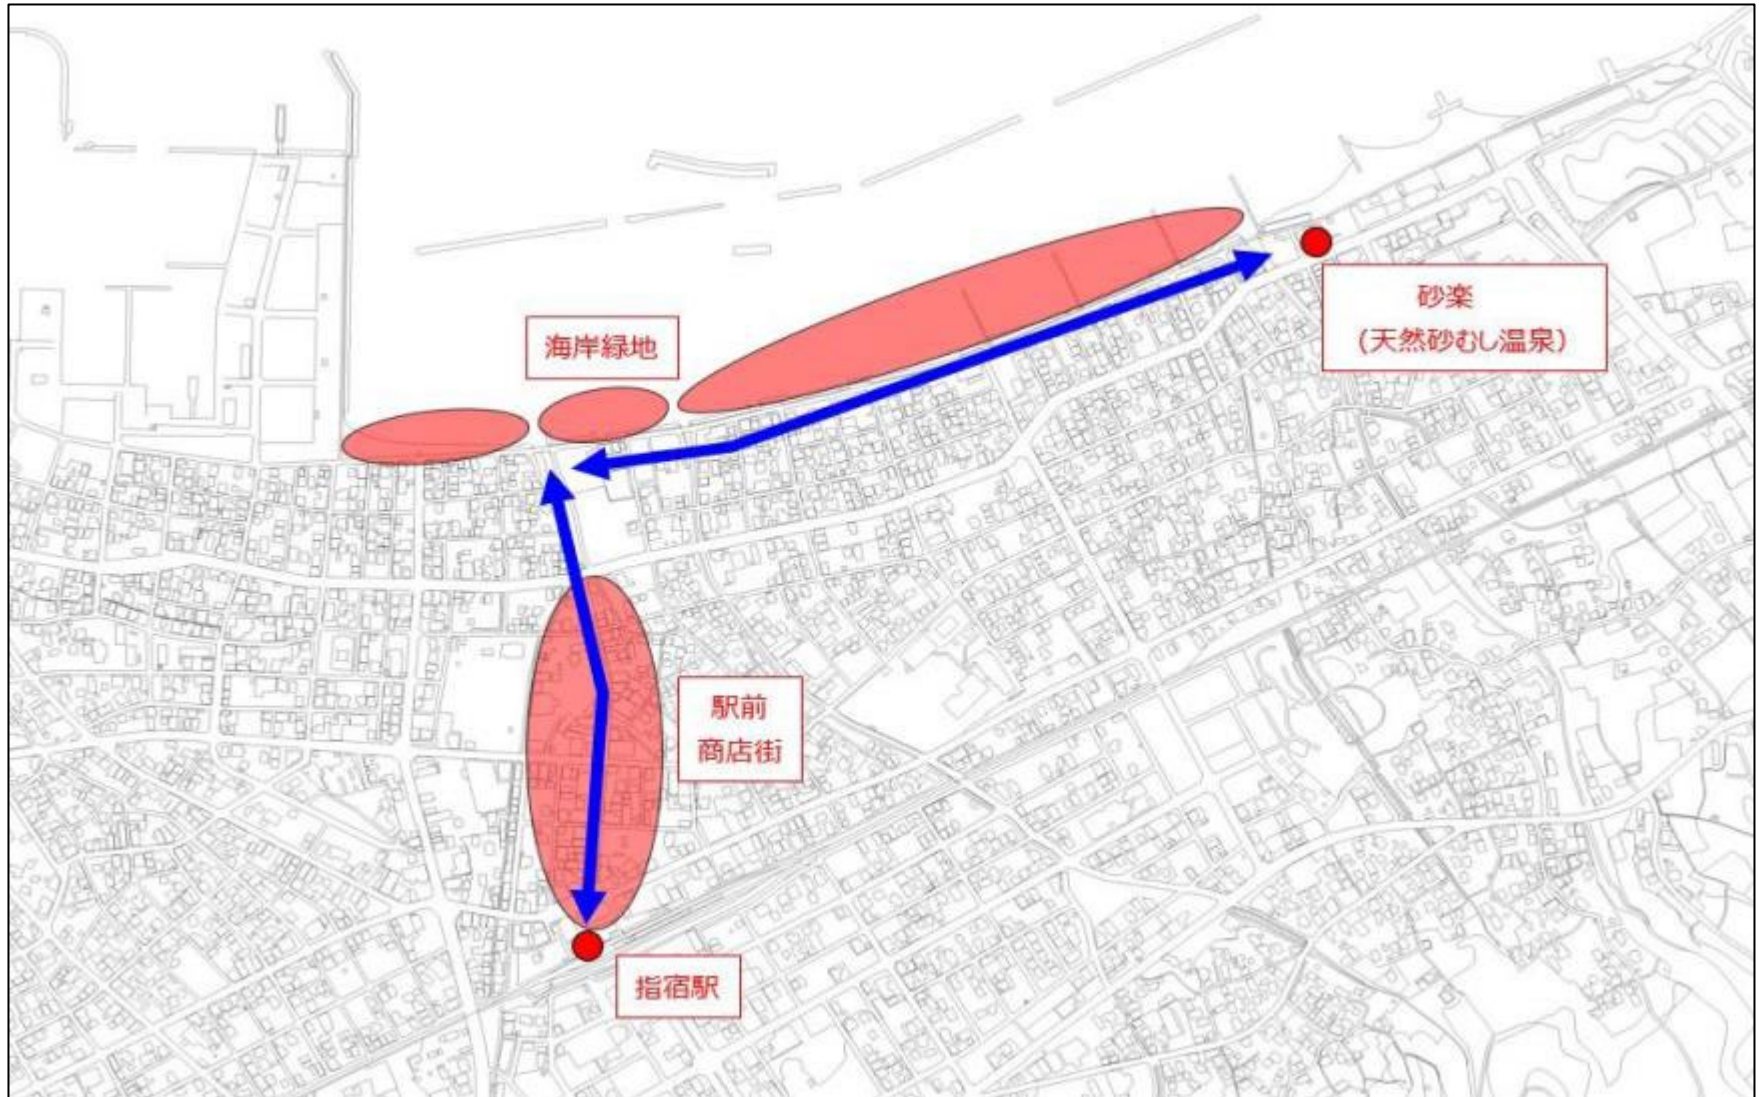 海岸緑地
砂楽
(天然砂むし温泉)
駅前
商店街
指宿駅